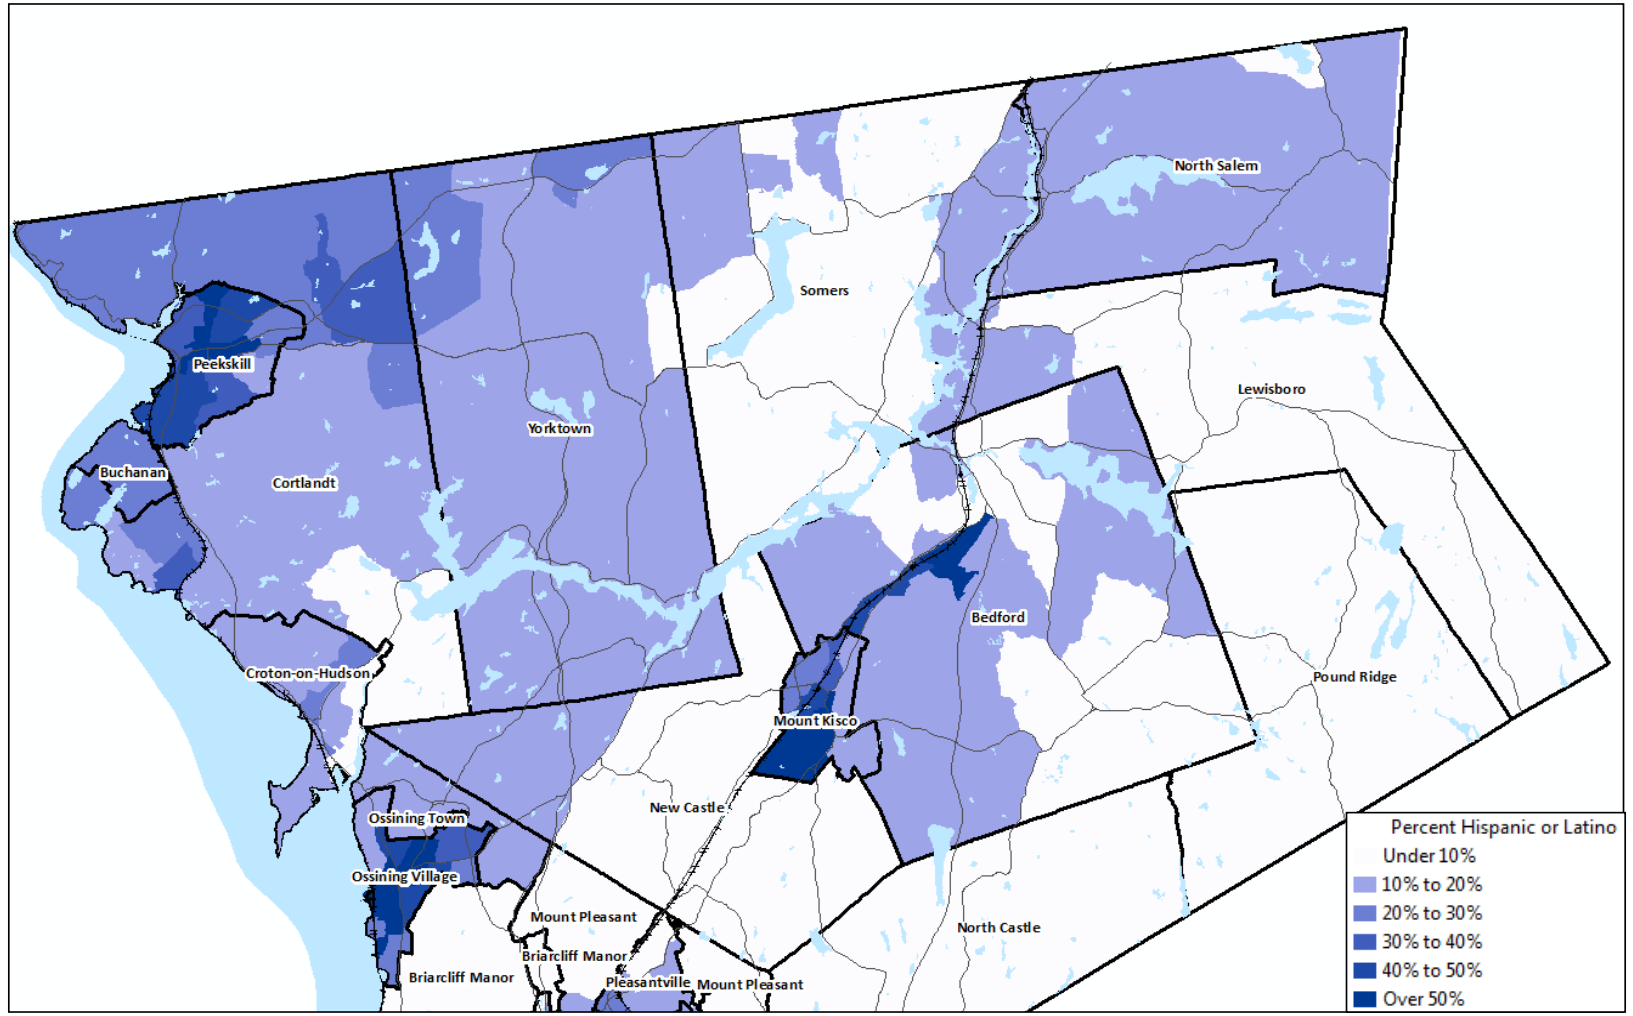 North Salem
Somers
Peekskill
Lewisboro
Yorktown
Buchanan
Cortlandt
Bedford
Croton-on-Hudson
Pound Ridge
Mount Kisco
New Castle
Ossining Town
Ossining Village
Mount Pleasant
North Castle
Briarcliff Manor
Briarcliff Manor
Pleasantville
Mount Pleasant
Percent Hispanic or Latino
Under 10%
10% to 20%
20% to 30%
30% to 40%
40% to 50%
Over 50%